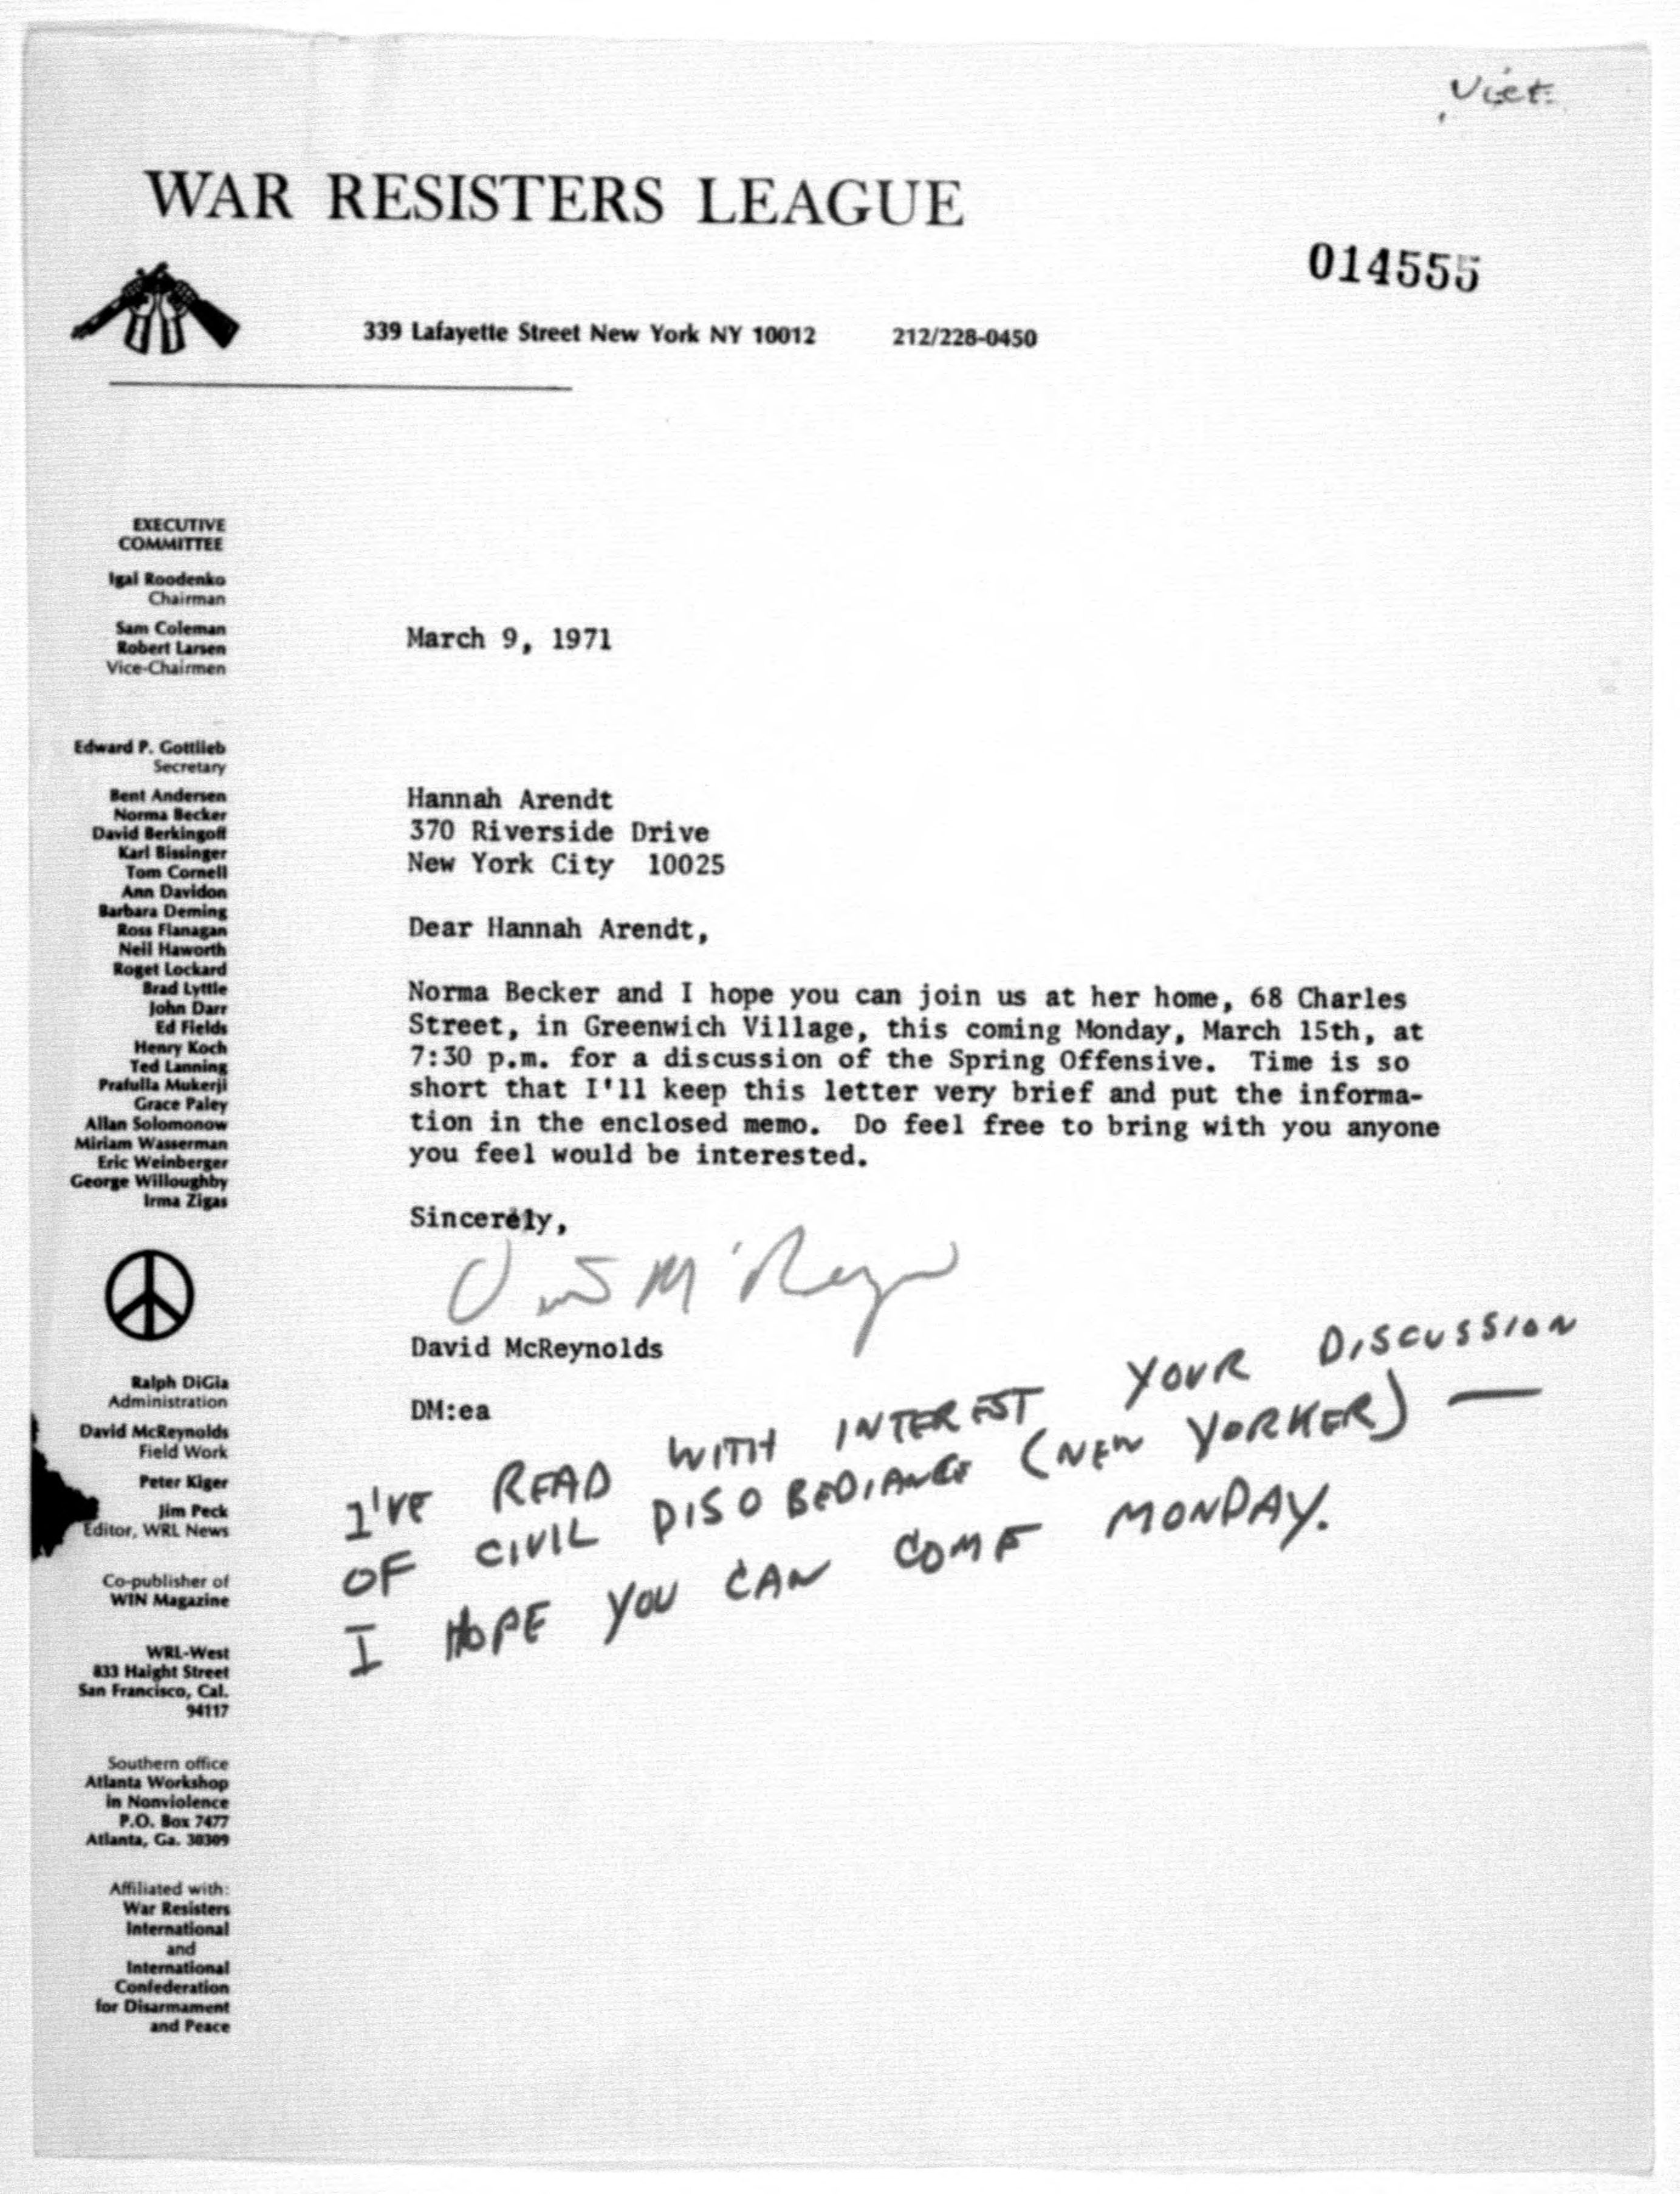 Viet.
WAR RESISTERS LEAGUE
014555
339 Lafayette Street New York NY 10012 212/228-0450
EXECUTIVE
COMMITTEE
Igal Roodenko
Chairman
Sam Coleman
Robert Larsen
Vice-Chairmen
Edward P. Gottlieb
Secretary
Bent Andersen
Norma Becker
David Berkingoff
Karl Bissinger
Tom Cornell
Ann Davidon
Barbara Deming
Ross Flanagan
Neil Haworth
Roget Lockard
Brad Lyttle
John Darr
Ed Fields
Henry Koch
Ted Lanning
Prafulla Mukerji
Grace Paley
Allan Solomonow
Miriam Wasserman
Eric Weinberger
George Willoughby
Irma Zigas
Ralph DiGia
Administration
David McReynolds
Field Work
Peter Kiger
Jim Peck
Editor, WRL News
Co-publisher of
WIN Magazine
WRL-West
833 Haight Street
San Francisco, Cal.
94117
Southern office
Atlanta Workshop
in Nonviolence
P.O. Box 7477
Atlanta, Ga. 30309
Affiliated with:
War Resisters
International
and
International
Confederation
for Disarmament
and Peace
March 9, 1971
Hannah Arendt
370 Riverside Drive
New York City 10025
Dear Hannah Arendt,
Norma Becker and I hope you can join us at her home, 68 Charles
Street, in Greenwich Village, this coming Monday, March 15th, at
7:30 p.m. for a discussion of the Spring Offensive. Time is so
short that I'll keep this letter very brief and put the informa-
tion in the enclosed memo. Do feel free to bring with you anyone
you feel would be interested.
Sincerely,
David McReynolds
DM:ea
I'VE READ WITH INTEREST YOUR DISCUSSION
OF CIVIL DISOBEDIANCE (NEW YORKER) —
I HOPE YOU CAN COME MONDAY.